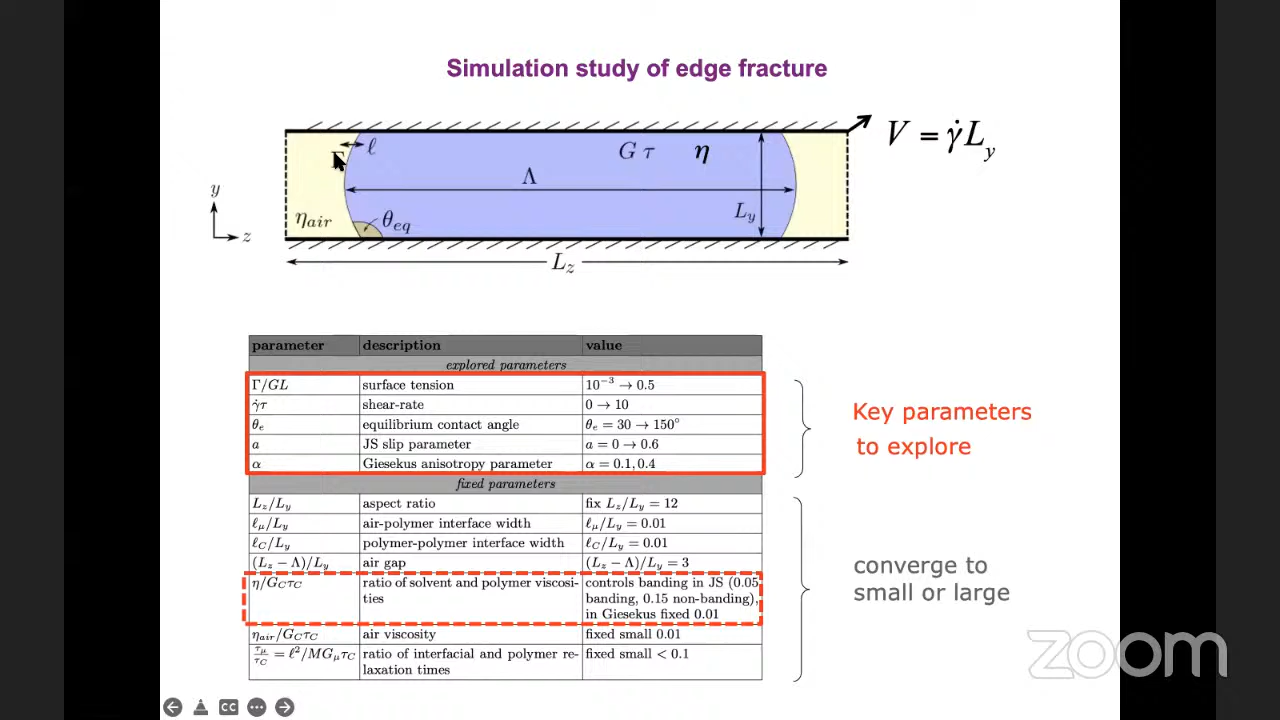 Simulation study of edge fracture
V = γ̇L_y
Γ ℓ
G τ η
Λ
y
L_y
η_air
θ_eq
z
L_z
parameter description value
explored parameters
Γ/GL surface tension 10⁻³ → 0.5
γ̇τ shear-rate 0 → 10
θ_e equilibrium contact angle θ_e = 30 → 150°
a JS slip parameter a = 0 → 0.6
α Giesekus anisotropy parameter α = 0.1, 0.4
fixed parameters
L_z/L_y aspect ratio fix L_z/L_y = 12
ℓ_μ/L_y air-polymer interface width ℓ_μ/L_y = 0.01
ℓ_C/L_y polymer-polymer interface width ℓ_C/L_y = 0.01
(L_z − Λ)/L_y air gap (L_z − Λ)/L_y = 3
η/G_Cτ_C ratio of solvent and polymer viscosi- controls banding in JS (0.05
ties banding, 0.15 non-banding),
in Giesekus fixed 0.01
η_air/G_Cτ_C air viscosity fixed small 0.01
τ_μ/τ_C = ℓ²/MG_μτ_C ratio of interfacial and polymer re- fixed small < 0.1
laxation times
Key parameters
to explore
converge to
small or large
zoom
CC